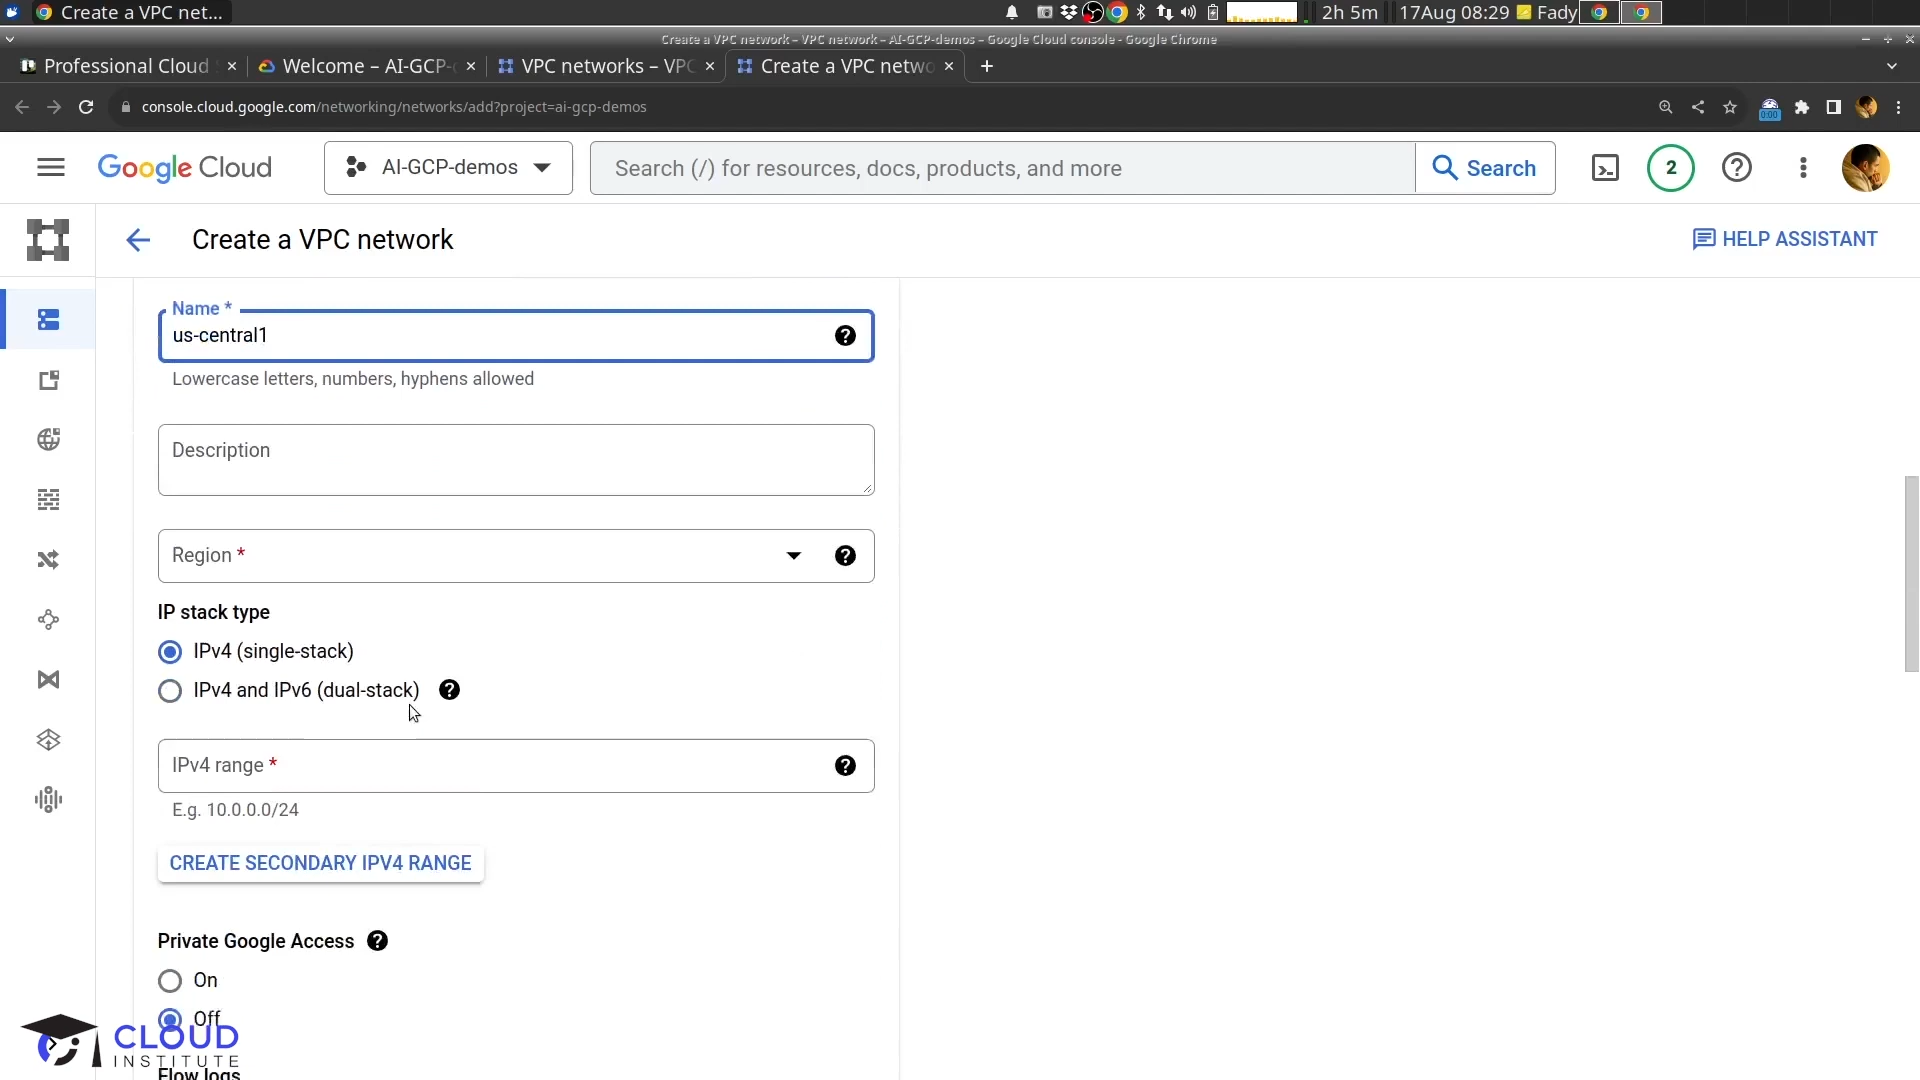 Create a VPC net...
2h 5m
17Aug 08:29
Fady
Create a VPC network – VPC network – AI-GCP-demos – Google Cloud console - Google Chrome
Professional Cloud
Welcome – AI-GCP-
VPC networks – VPC
Create a VPC netwo
console.cloud.google.com/networking/networks/add?project=ai-gcp-demos
0:00
Google Cloud
AI-GCP-demos
Search (/) for resources, docs, products, and more
Search
2
Create a VPC network
HELP ASSISTANT
Name *
us-central1
Lowercase letters, numbers, hyphens allowed
Description
Region *
IP stack type
IPv4 (single-stack)
IPv4 and IPv6 (dual-stack)
IPv4 range *
E.g. 10.0.0.0/24
CREATE SECONDARY IPV4 RANGE
Private Google Access
On
Off
CLOUD
INSTITUTE
Flow logs